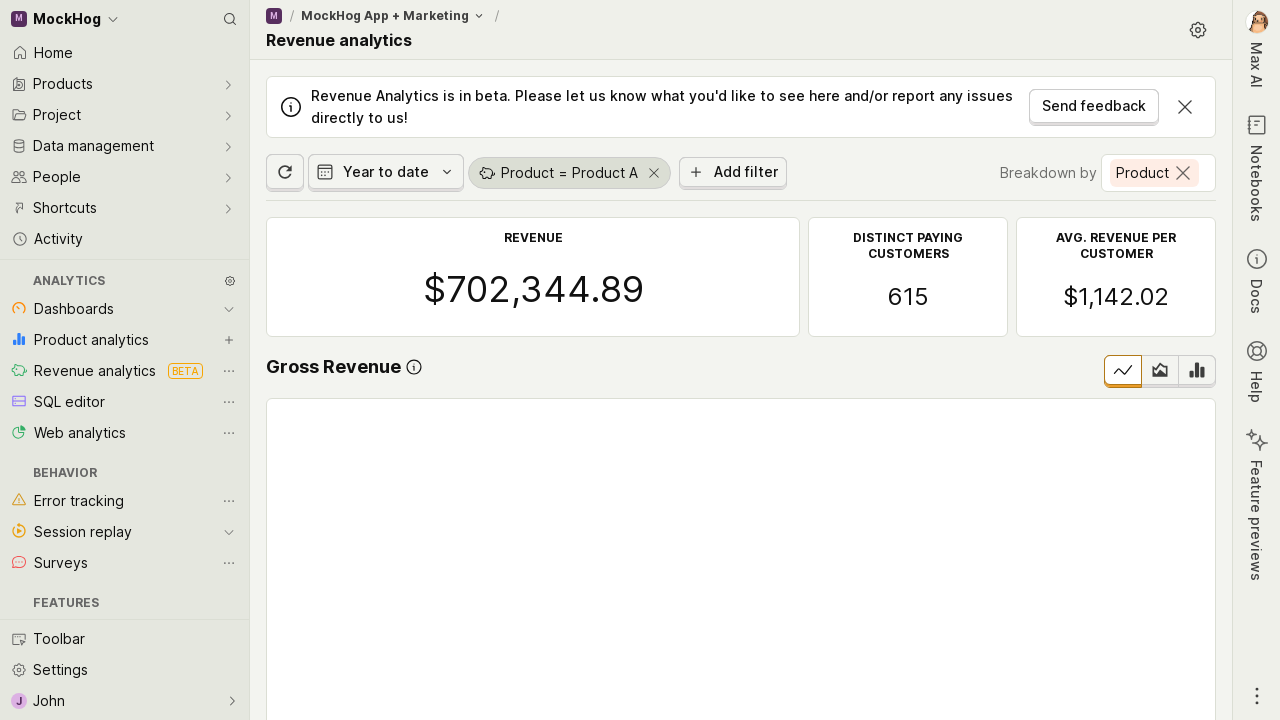 M MockHog
Home
Products
Project
Data management
People
Shortcuts
Activity
ANALYTICS
Dashboards
Product analytics
Revenue analytics BETA
SQL editor
Web analytics
BEHAVIOR
Error tracking
Session replay
Surveys
FEATURES
Toolbar
Settings
J John
M / MockHog App + Marketing /
Revenue analytics
Revenue Analytics is in beta. Please let us know what you'd like to see here and/or report any issues
directly to us!
Send feedback
Year to date
Product = Product A
Add filter
Breakdown by Product
REVENUE
$702,344.89
DISTINCT PAYING
CUSTOMERS
615
AVG. REVENUE PER
CUSTOMER
$1,142.02
Gross Revenue
Max AI
Notebooks
Docs
Help
Feature previews